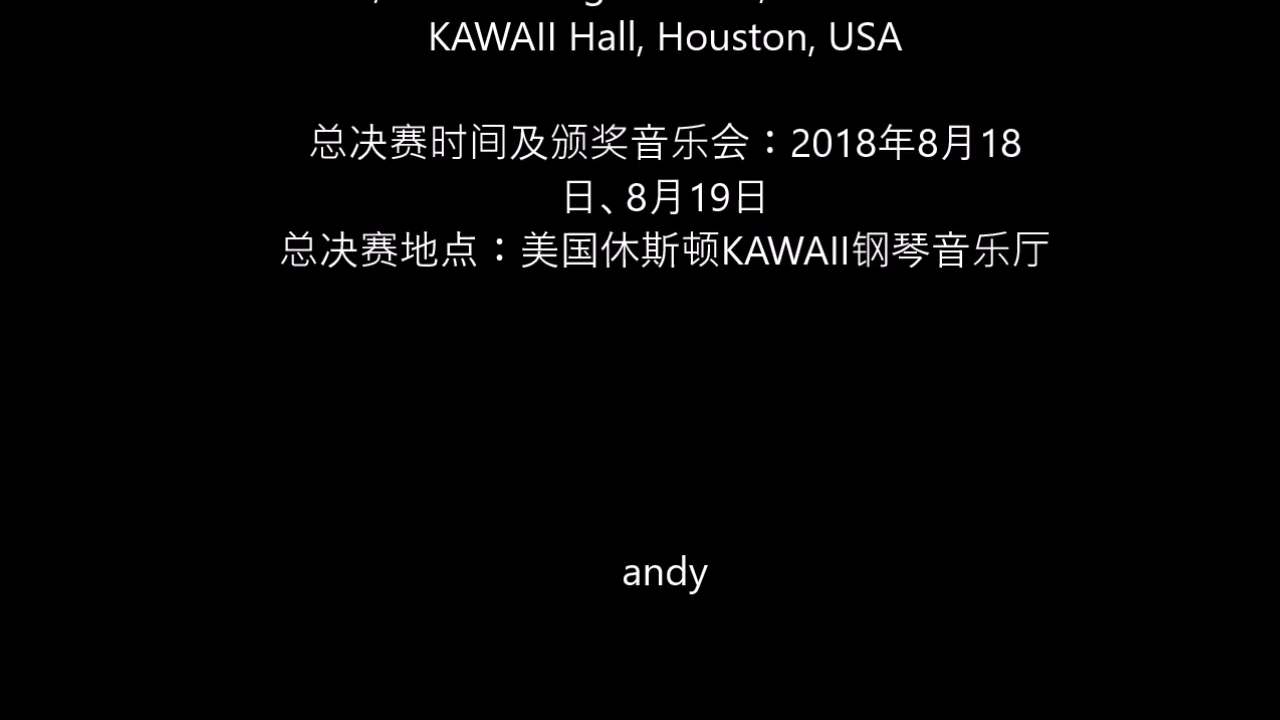 KAWAII Hall, Houston, USA
总决赛时间及颁奖音乐会：2018年8月18
日、8月19日
总决赛地点：美国休斯顿KAWAII钢琴音乐厅
andy